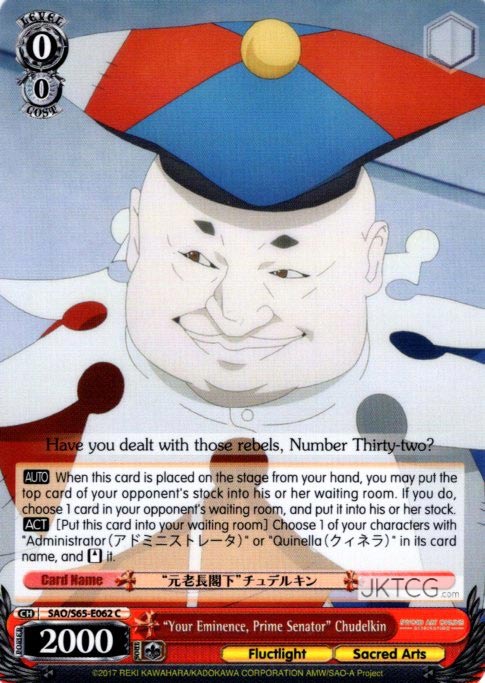 LEVEL
0
0
COST
Have you dealt with those rebels, Number Thirty-two?
AUTO When this card is placed on the stage from your hand, you may put the
top card of your opponent's stock into his or her waiting room. If you do,
choose 1 card in your opponent's waiting room, and put it into his or her stock.
ACT [Put this card into your waiting room] Choose 1 of your characters with
"Administrator(アドミニストレータ)" or "Quinella(クィネラ)" in its card
name, and it.
Card Name "元老長閣下"チュデルキン
JKTCG.com
CH SAO/S65-E062 C
POWER 2000 "Your Eminence, Prime Senator" Chudelkin
Fluctlight Sacred Arts
©2017 REKI KAWAHARA/KADOKAWA CORPORATION AMW/SAO-A Project